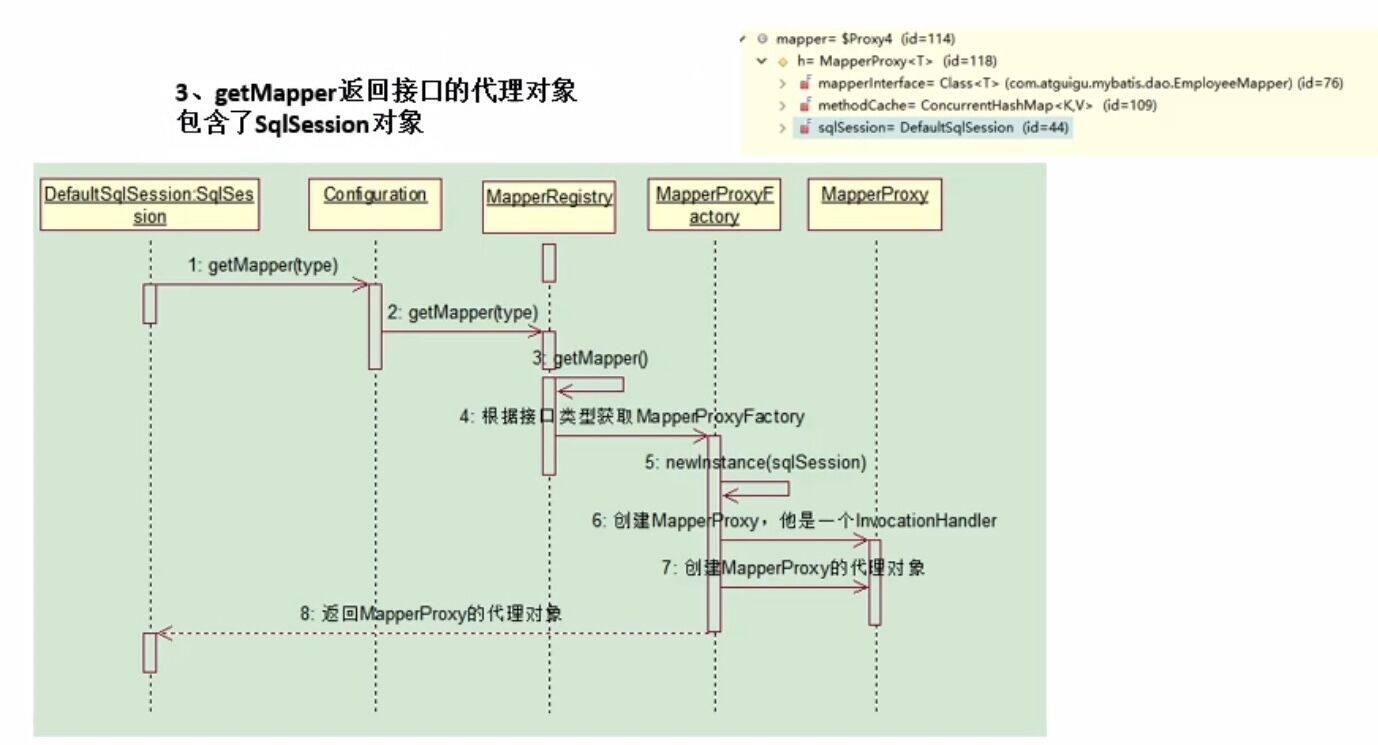 3、getMapper返回接口的代理对象
包含了SqlSession对象
mapper= $Proxy4 (id=114)
h= MapperProxy<T> (id=118)
mapperInterface= Class<T> (com.atguigu.mybatis.dao.EmployeeMapper) (id=76)
methodCache= ConcurrentHashMap<K,V> (id=109)
sqlSession= DefaultSqlSession (id=44)
DefaultSqlSession:SqlSes
sion
Configuration
MapperRegistry
MapperProxyF
actory
MapperProxy
1: getMapper(type)
2: getMapper(type)
3: getMapper()
4: 根据接口类型获取MapperProxyFactory
5: newInstance(sqlSession)
6: 创建MapperProxy，他是一个InvocationHandler
7: 创建MapperProxy的代理对象
8: 返回MapperProxy的代理对象